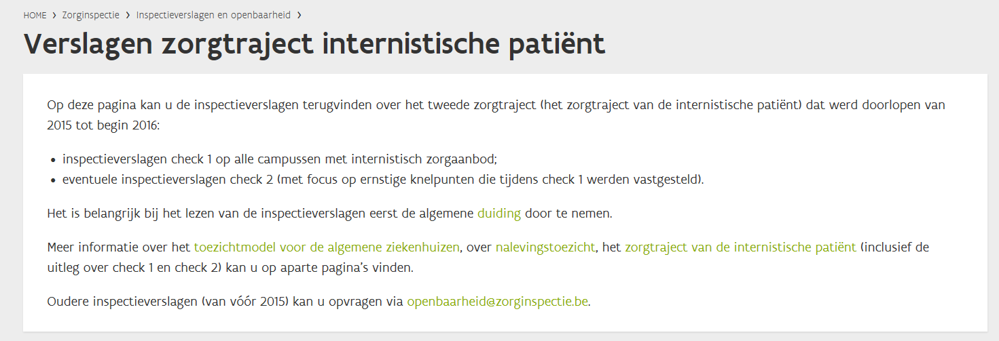 HOME › Zorginspectie › Inspectieverslagen en openbaarheid ›
Verslagen zorgtraject internistische patiënt
Op deze pagina kan u de inspectieverslagen terugvinden over het tweede zorgtraject (het zorgtraject van de internistische patiënt) dat werd doorlopen van
2015 tot begin 2016:
• inspectieverslagen check 1 op alle campussen met internistisch zorgaanbod;
• eventuele inspectieverslagen check 2 (met focus op ernstige knelpunten die tijdens check 1 werden vastgesteld).
Het is belangrijk bij het lezen van de inspectieverslagen eerst de algemene duiding door te nemen.
Meer informatie over het toezichtmodel voor de algemene ziekenhuizen, over nalevingstoezicht, het zorgtraject van de internistische patiënt (inclusief de
uitleg over check 1 en check 2) kan u op aparte pagina's vinden.
Oudere inspectieverslagen (van vóór 2015) kan u opvragen via openbaarheid@zorginspectie.be.